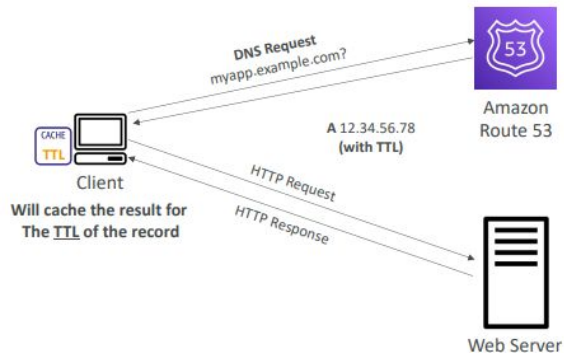 DNS Request
myapp.example.com?
53
Amazon
Route 53
A 12.34.56.78
(with TTL)
CACHE
TTL
Client
Will cache the result for
The TTL of the record
HTTP Request
HTTP Response
Web Server